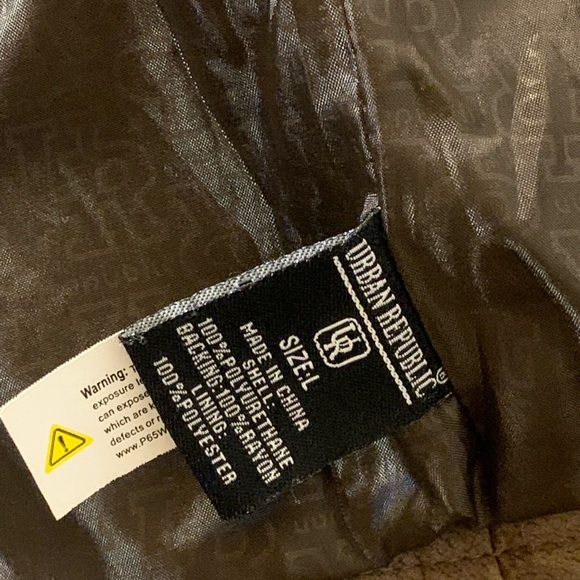 URBAN REPUBLIC®
UR
SIZE:L
MADE IN CHINA
SHELL:
100% POLYURETHANE
BACKING:100% RAYON
LINING:
100% POLYESTER
Warning:
exposure
can expose
which are
defects or
www.P65W